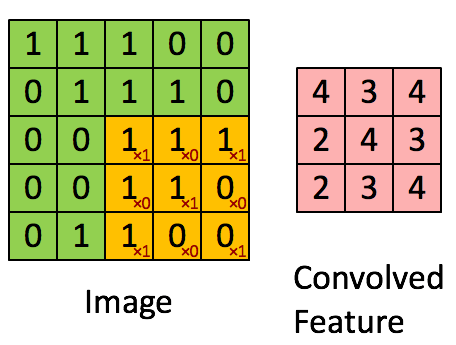 1 1 1 0 0
0 1 1 1 0
0 0 1×1 1×0 1×1
0 0 1×0 1×1 0×0
0 1 1×1 0×0 0×1
Image
4 3 4
2 4 3
2 3 4
Convolved
Feature